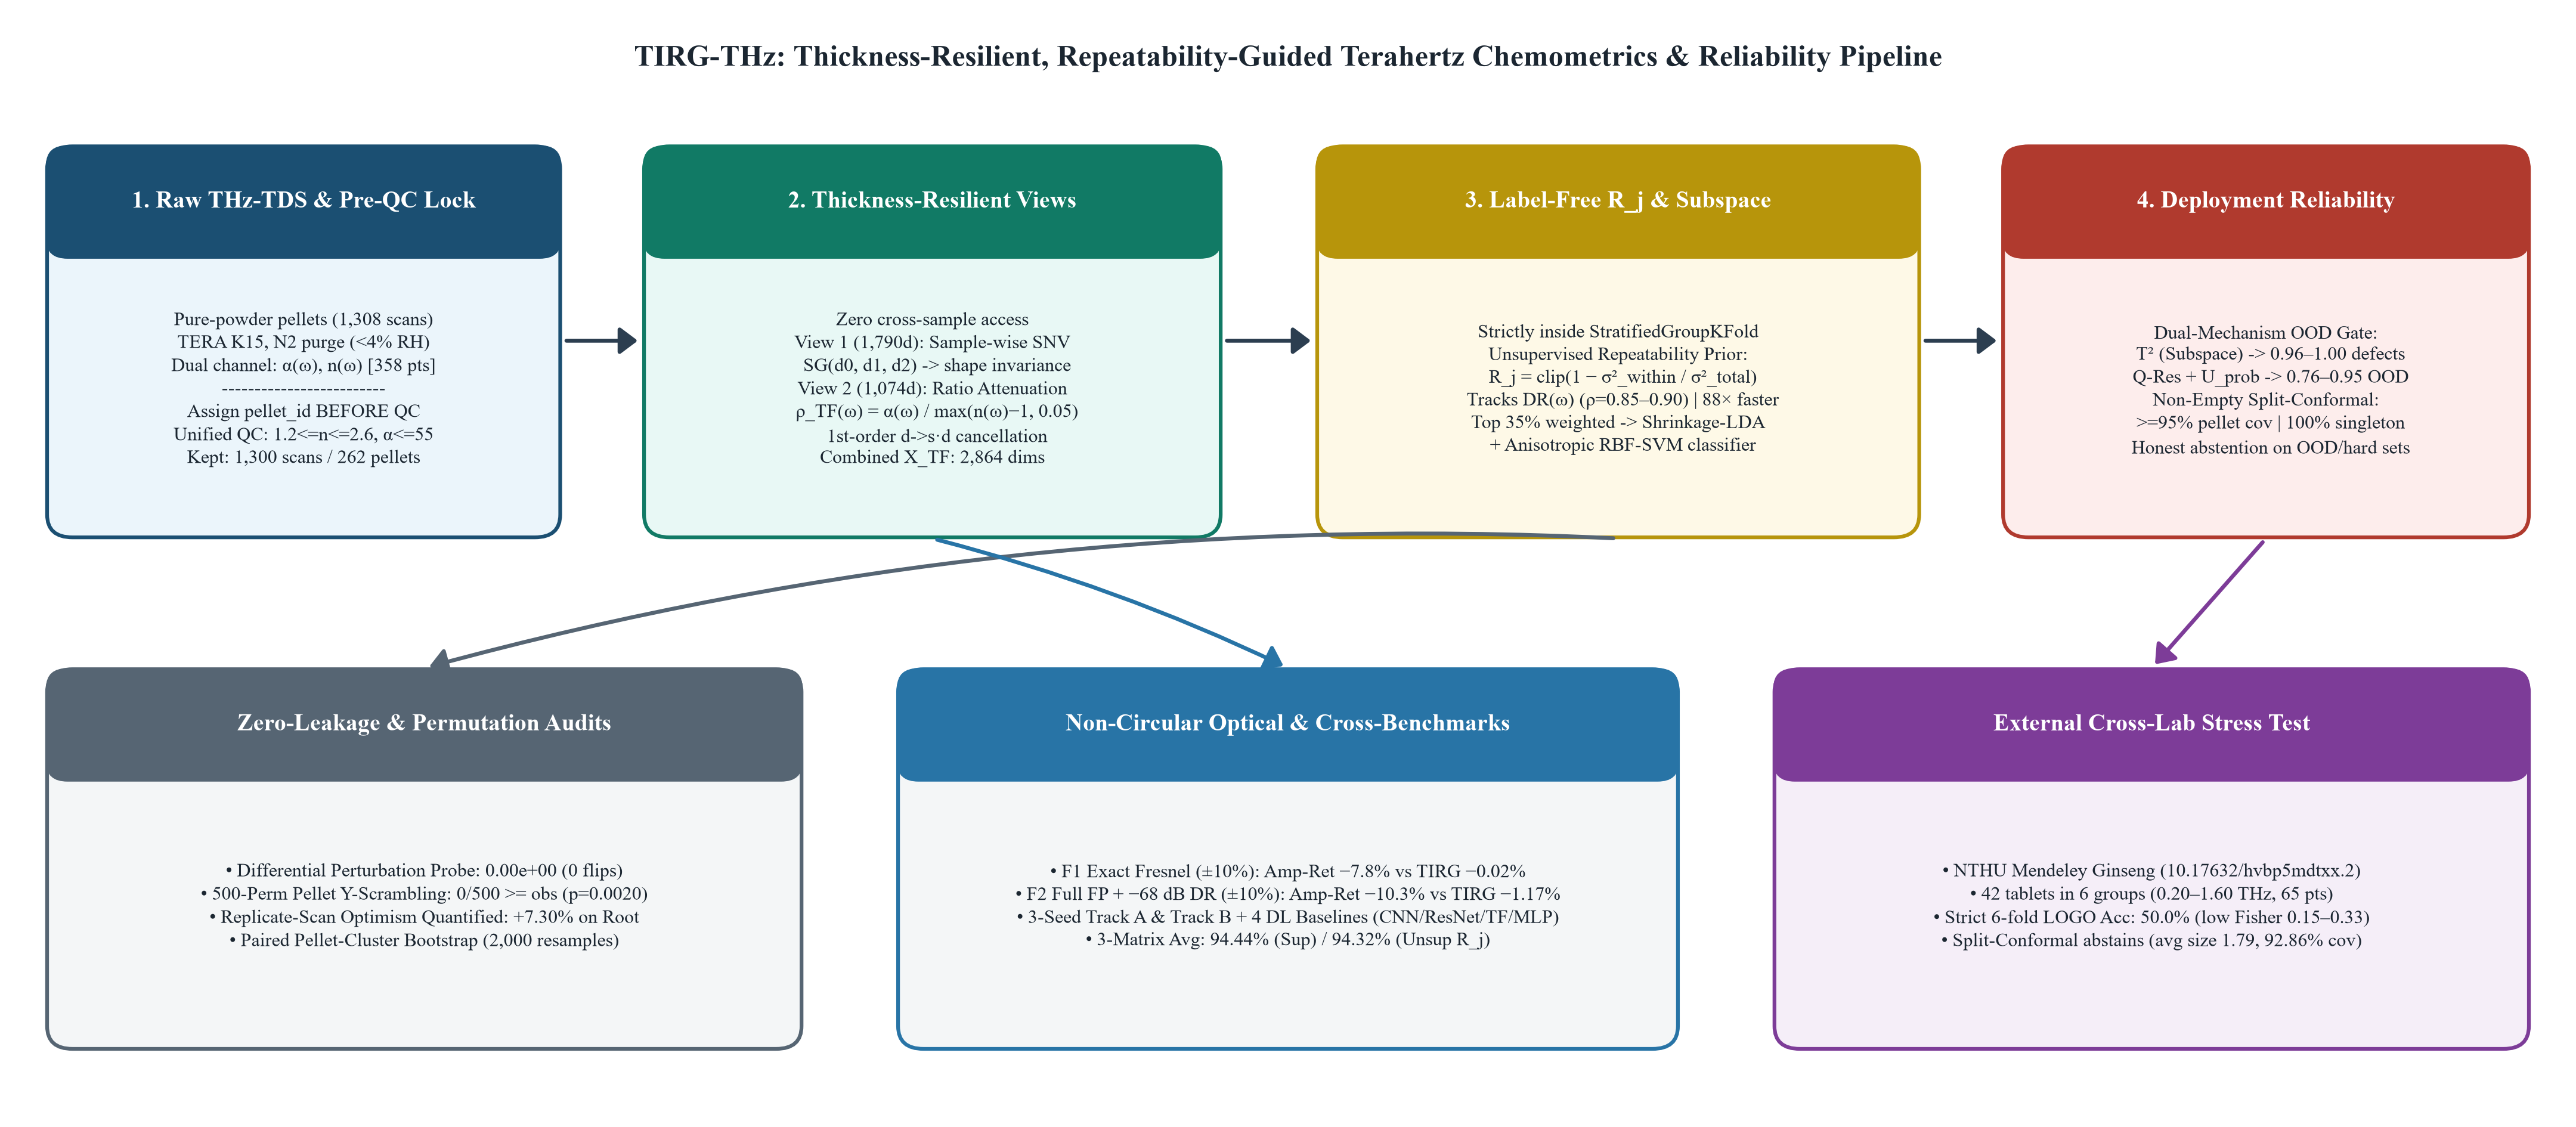 TIRG-THz: Thickness-Resilient, Repeatability-Guided Terahertz Chemometrics & Reliability Pipeline
1. Raw THz-TDS & Pre-QC Lock
Pure-powder pellets (1,308 scans)
TERA K15, N2 purge (<4% RH)
Dual channel: α(ω), n(ω) [358 pts]
--------------------------
Assign pellet_id BEFORE QC
Unified QC: 1.2<=n<=2.6, α<=55
Kept: 1,300 scans / 262 pellets
2. Thickness-Resilient Views
Zero cross-sample access
View 1 (1,790d): Sample-wise SNV
SG(d0, d1, d2) -> shape invariance
View 2 (1,074d): Ratio Attenuation
ρ_TF(ω) = α(ω) / max(n(ω)−1, 0.05)
1st-order d->s·d cancellation
Combined X_TF: 2,864 dims
3. Label-Free R_j & Subspace
Strictly inside StratifiedGroupKFold
Unsupervised Repeatability Prior:
R_j = clip(1 − σ²_within / σ²_total)
Tracks DR(ω) (ρ=0.85–0.90) | 88× faster
Top 35% weighted -> Shrinkage-LDA
+ Anisotropic RBF-SVM classifier
4. Deployment Reliability
Dual-Mechanism OOD Gate:
T² (Subspace) -> 0.96–1.00 defects
Q-Res + U_prob -> 0.76–0.95 OOD
Non-Empty Split-Conformal:
>=95% pellet cov | 100% singleton
Honest abstention on OOD/hard sets
Zero-Leakage & Permutation Audits
• Differential Perturbation Probe: 0.00e+00 (0 flips)
• 500-Perm Pellet Y-Scrambling: 0/500 >= obs (p=0.0020)
• Replicate-Scan Optimism Quantified: +7.30% on Root
• Paired Pellet-Cluster Bootstrap (2,000 resamples)
Non-Circular Optical & Cross-Benchmarks
• F1 Exact Fresnel (±10%): Amp-Ret −7.8% vs TIRG −0.02%
• F2 Full FP + −68 dB DR (±10%): Amp-Ret −10.3% vs TIRG −1.17%
• 3-Seed Track A & Track B + 4 DL Baselines (CNN/ResNet/TF/MLP)
• 3-Matrix Avg: 94.44% (Sup) / 94.32% (Unsup R_j)
External Cross-Lab Stress Test
• NTHU Mendeley Ginseng (10.17632/hvbp5mdtxx.2)
• 42 tablets in 6 groups (0.20–1.60 THz, 65 pts)
• Strict 6-fold LOGO Acc: 50.0% (low Fisher 0.15–0.33)
• Split-Conformal abstains (avg size 1.79, 92.86% cov)